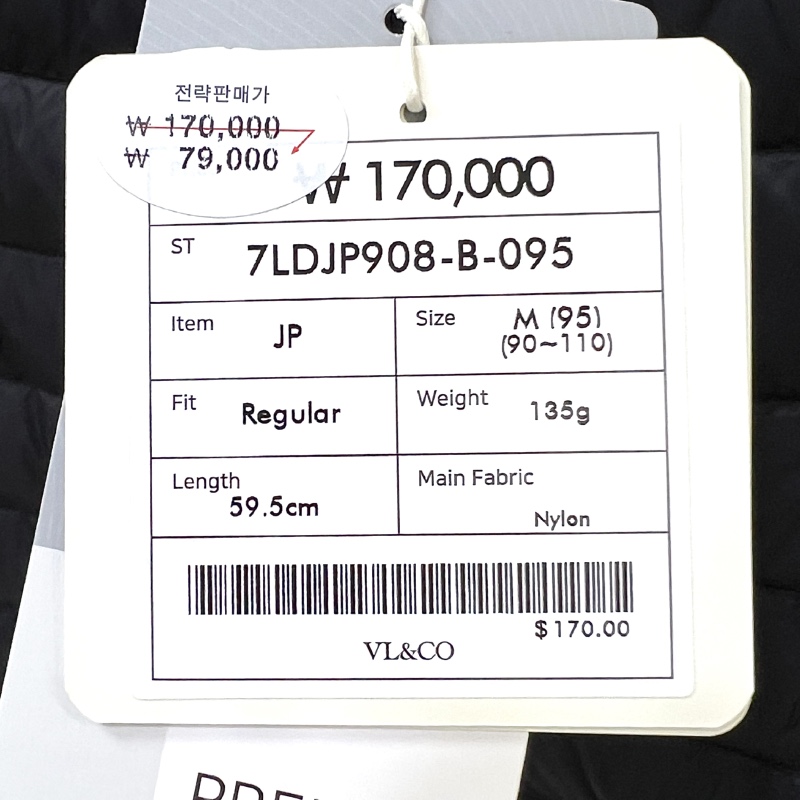 전략판매가
₩ 170,000
₩ 79,000
₩ 170,000
ST 7LDJP908-B-095
Item JP
Size M (95)
(90~110)
Fit Regular
Weight 135g
Length
59.5cm
Main Fabric
Nylon
$170.00
VL&CO